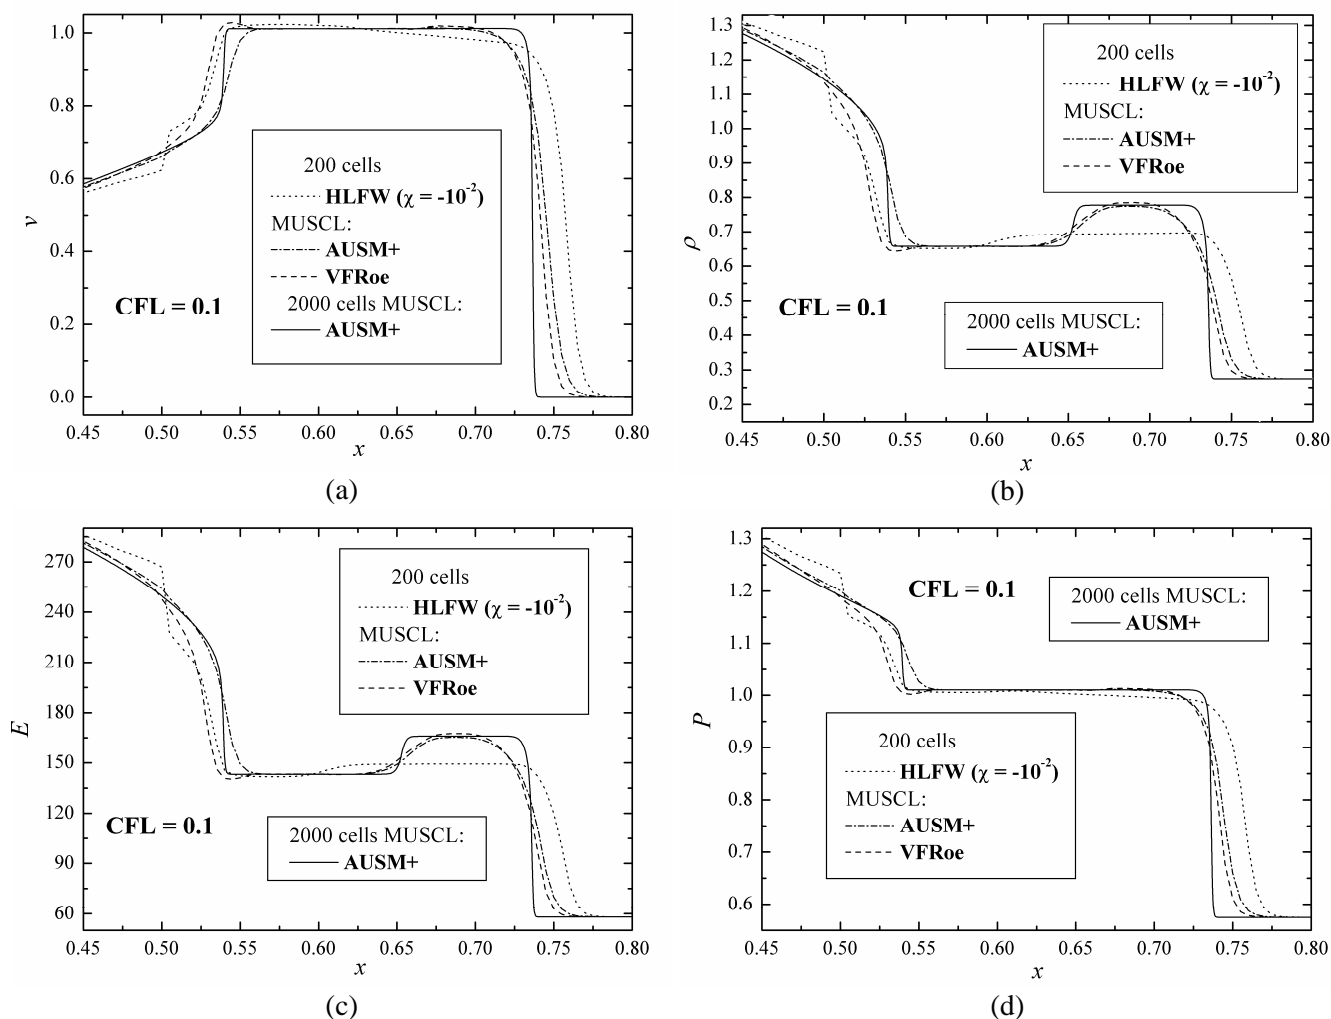 1.0
0.8
0.6
0.4
0.2
0.0
v
200 cells
HLFW (χ = -10⁻²)
MUSCL:
AUSM+
VFRoe
2000 cells MUSCL:
AUSM+
CFL = 0.1
0.45 0.50 0.55 0.60 0.65 0.70 0.75 0.80
x
(a)
1.3
1.2
1.1
1.0
0.9
0.8
0.7
0.6
0.5
0.4
0.3
0.2
ρ
200 cells
HLFW (χ = -10⁻²)
MUSCL:
AUSM+
VFRoe
CFL = 0.1
2000 cells MUSCL:
AUSM+
0.45 0.50 0.55 0.60 0.65 0.70 0.75 0.80
x
(b)
270
240
210
180
150
120
90
60
E
200 cells
HLFW (χ = -10⁻²)
MUSCL:
AUSM+
VFRoe
CFL = 0.1
2000 cells MUSCL:
AUSM+
0.45 0.50 0.55 0.60 0.65 0.70 0.75 0.80
x
(c)
1.3
1.2
1.1
1.0
0.9
0.8
0.7
0.6
P
CFL = 0.1
2000 cells MUSCL:
AUSM+
200 cells
HLFW (χ = -10⁻²)
MUSCL:
AUSM+
VFRoe
0.45 0.50 0.55 0.60 0.65 0.70 0.75 0.80
x
(d)